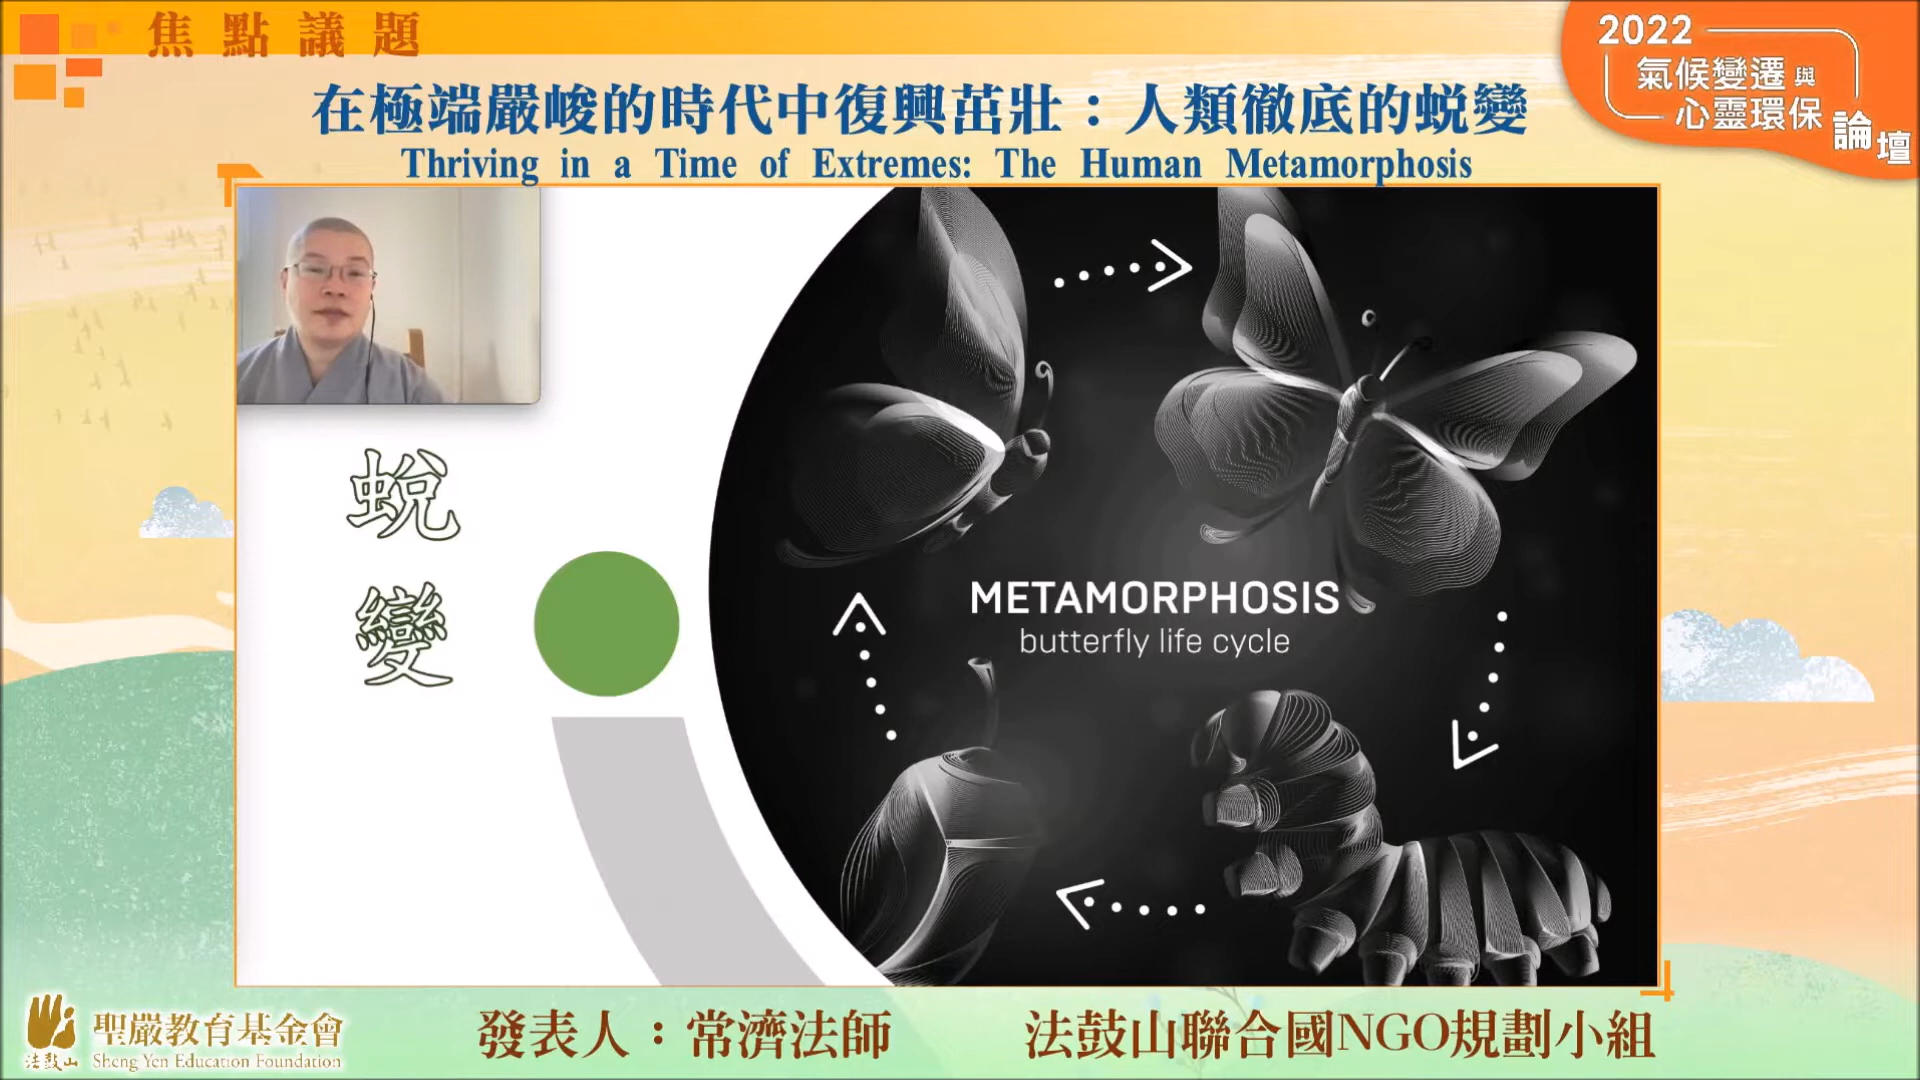 焦點議題
2022
氣候變遷與
心靈環保論壇
在極端嚴峻的時代中復興茁壯：人類徹底的蛻變
Thriving in a Time of Extremes: The Human Metamorphosis
蛻
變
METAMORPHOSIS
butterfly life cycle
法鼓山
聖嚴教育基金會
Sheng Yen Education Foundation
發表人：常濟法師
法鼓山聯合國NGO規劃小組